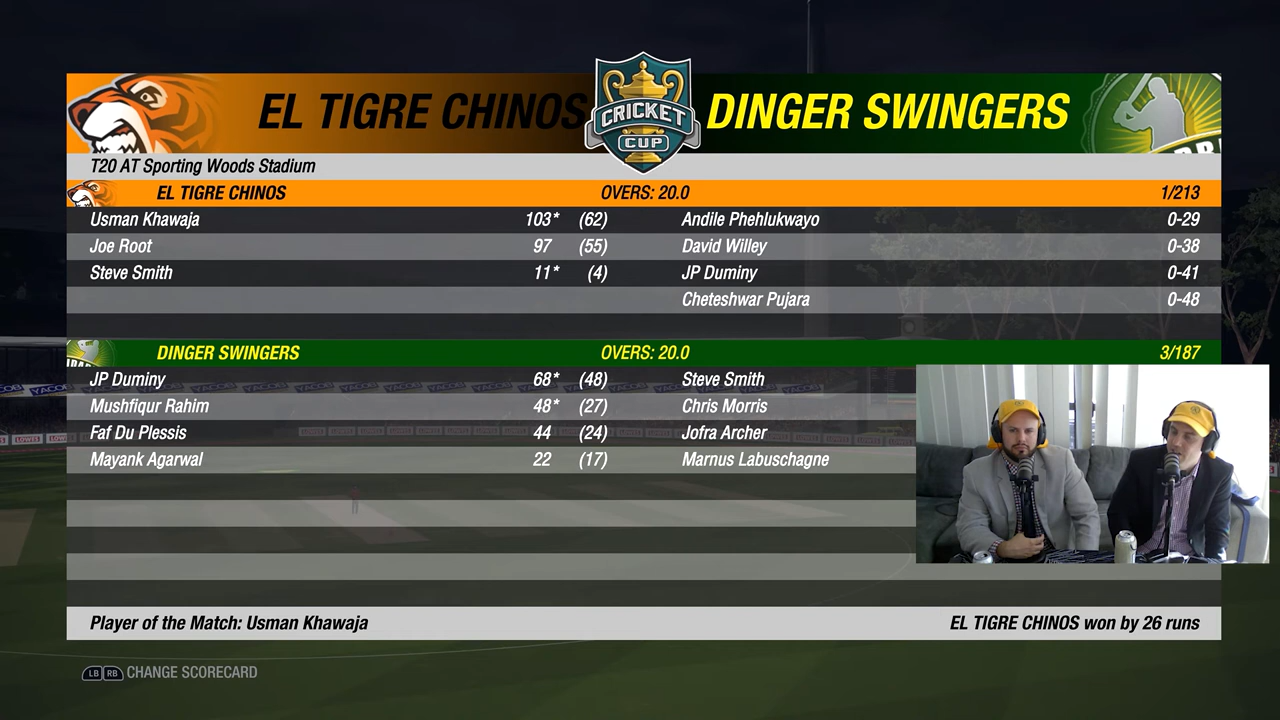 EL TIGRE CHINOS
CRICKET
CUP
DINGER SWINGERS
T20 AT Sporting Woods Stadium
EL TIGRE CHINOS OVERS: 20.0 1/213
Usman Khawaja 103* (62) Andile Phehlukwayo 0-29
Joe Root 97 (55) David Willey 0-38
Steve Smith 11* (4) JP Duminy 0-41
Cheteshwar Pujara 0-48
DINGER SWINGERS OVERS: 20.0 3/187
JP Duminy 68* (48) Steve Smith
Mushfiqur Rahim 48* (27) Chris Morris
Faf Du Plessis 44 (24) Jofra Archer
Mayank Agarwal 22 (17) Marnus Labuschagne
Player of the Match: Usman Khawaja EL TIGRE CHINOS won by 26 runs
LB RB CHANGE SCORECARD